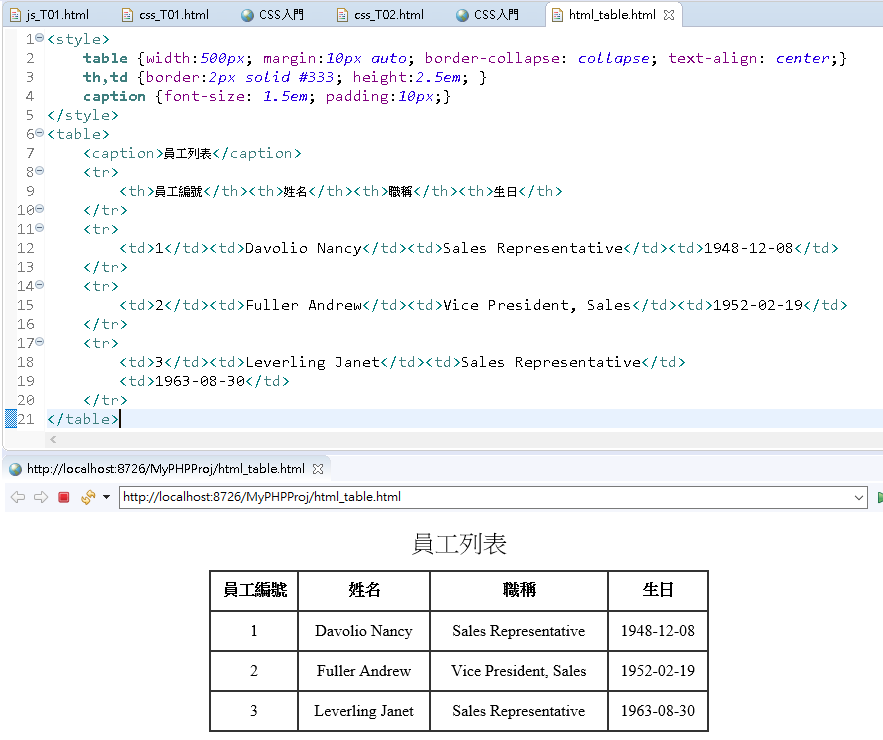 js_T01.html css_T01.html CSS入門 css_T02.html CSS入門 html_table.html
1 <style>
2 table {width:500px; margin:10px auto; border-collapse: collapse; text-align: center;}
3 th,td {border:2px solid #333; height:2.5em; }
4 caption {font-size: 1.5em; padding:10px;}
5 </style>
6 <table>
7 <caption>員工列表</caption>
8 <tr>
9 <th>員工編號</th><th>姓名</th><th>職稱</th><th>生日</th>
10 </tr>
11 <tr>
12 <td>1</td><td>Davolio Nancy</td><td>Sales Representative</td><td>1948-12-08</td>
13 </tr>
14 <tr>
15 <td>2</td><td>Fuller Andrew</td><td>Vice President, Sales</td><td>1952-02-19</td>
16 </tr>
17 <tr>
18 <td>3</td><td>Leverling Janet</td><td>Sales Representative</td>
19 <td>1963-08-30</td>
20 </tr>
21 </table>
http://localhost:8726/MyPHPProj/html_table.html
http://localhost:8726/MyPHPProj/html_table.html
員工列表
員工編號 姓名 職稱 生日
1 Davolio Nancy Sales Representative 1948-12-08
2 Fuller Andrew Vice President, Sales 1952-02-19
3 Leverling Janet Sales Representative 1963-08-30